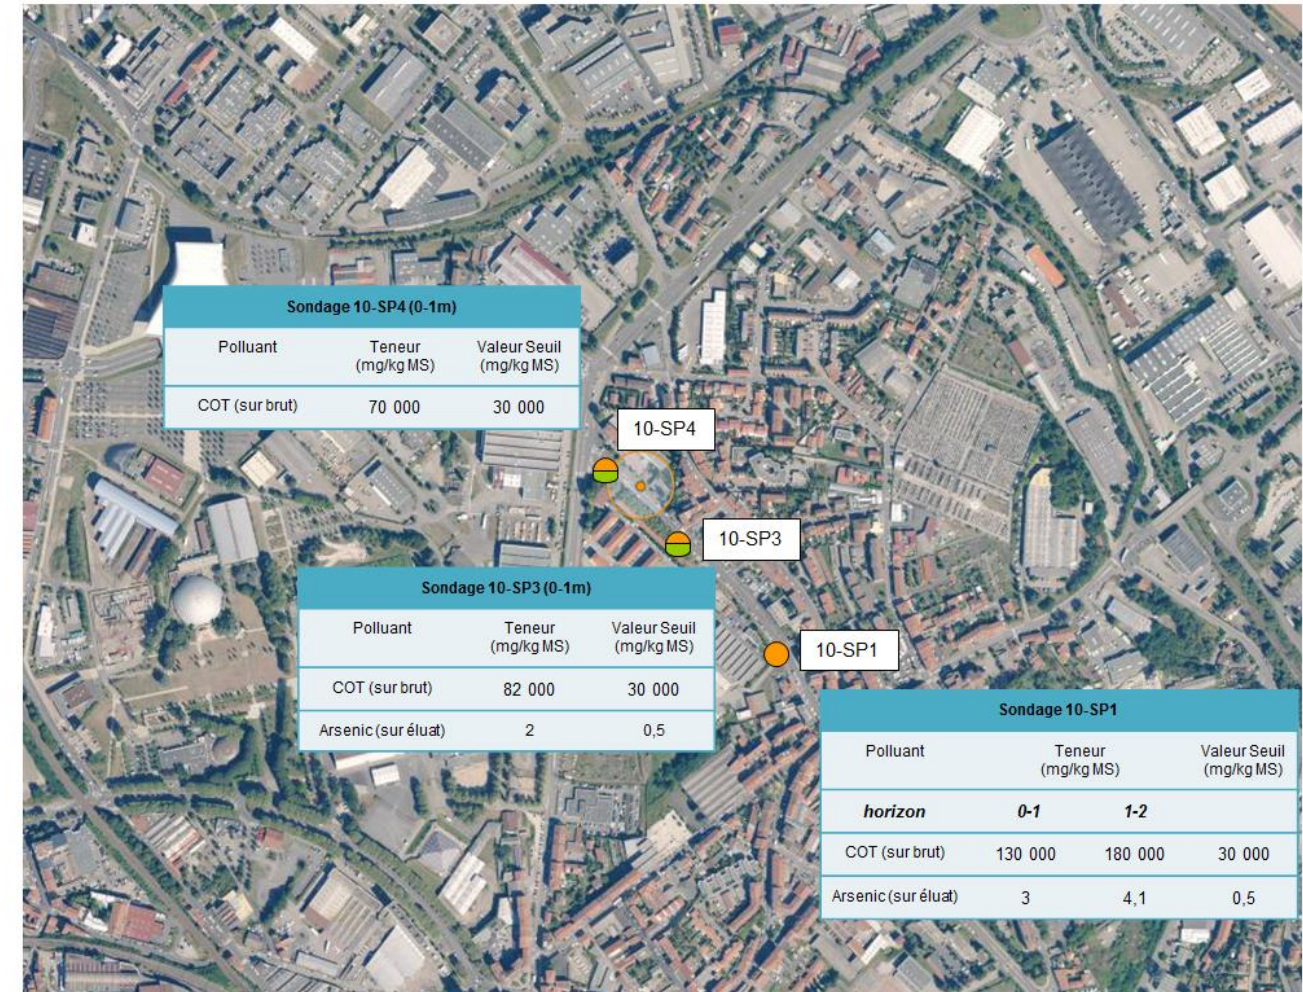 Sondage 10-SP4 (0-1m)
Polluant Teneur (mg/kg MS) Valeur Seuil (mg/kg MS)
COT (sur brut) 70 000 30 000
10-SP4
10-SP3
Sondage 10-SP3 (0-1m)
Polluant Teneur (mg/kg MS) Valeur Seuil (mg/kg MS)
COT (sur brut) 82 000 30 000
Arsenic (sur éluat) 2 0,5
10-SP1
Sondage 10-SP1
Polluant Teneur (mg/kg MS) Valeur Seuil (mg/kg MS)
horizon 0-1 1-2
COT (sur brut) 130 000 180 000 30 000
Arsenic (sur éluat) 3 4,1 0,5